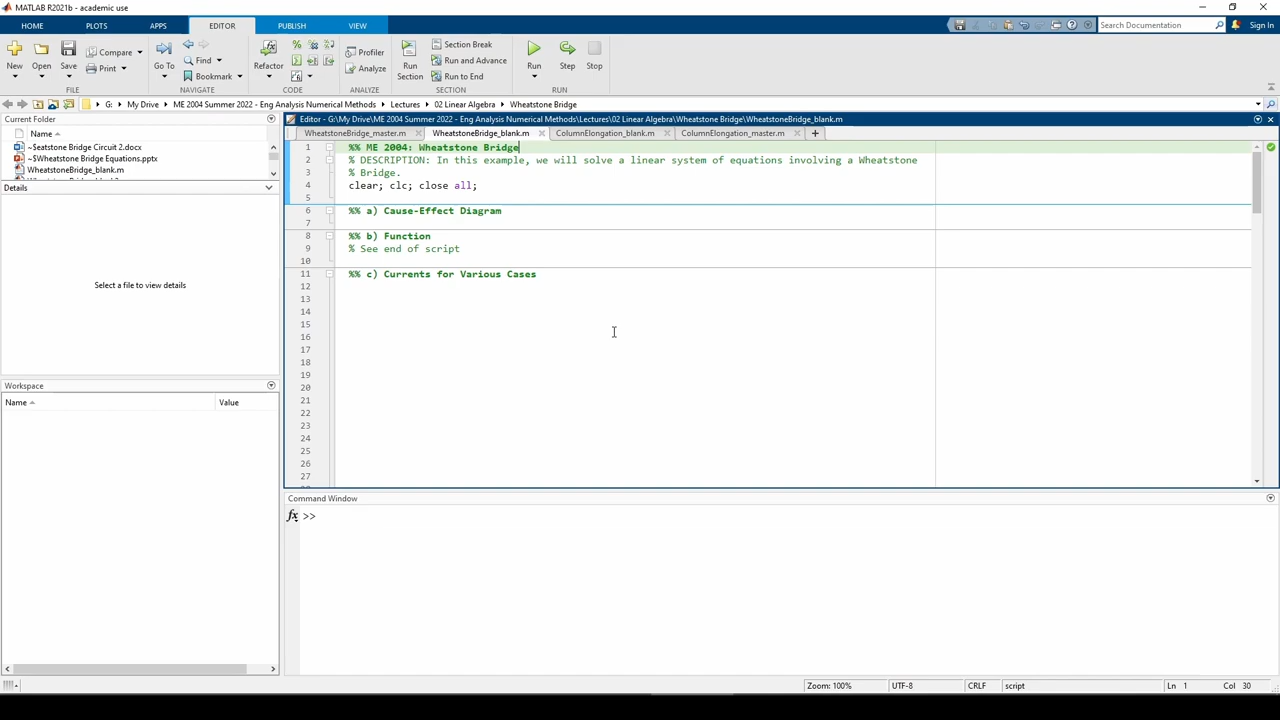 MATLAB R2021b - academic use
HOME PLOTS APPS EDITOR PUBLISH VIEW Search Documentation Sign In
New Open Save Compare Print Go To Find Bookmark Refactor Profiler Analyze Run Section Section Break Run and Advance Run to End Run Step Stop
FILE NAVIGATE CODE ANALYZE SECTION RUN
G: My Drive ME 2004 Summer 2022 - Eng Analysis Numerical Methods Lectures 02 Linear Algebra Wheatstone Bridge
Current Folder
Name
~$eatstone Bridge Circuit 2.docx
~$Wheatstone Bridge Equations.pptx
WheatstoneBridge_blank.m
Details
Select a file to view details
Workspace
Name Value
Editor - G:\My Drive\ME 2004 Summer 2022 - Eng Analysis Numerical Methods\Lectures\02 Linear Algebra\Wheatstone Bridge\WheatstoneBridge_blank.m
WheatstoneBridge_master.m WheatstoneBridge_blank.m ColumnElongation_blank.m ColumnElongation_master.m
1 %% ME 2004: Wheatstone Bridge
2 % DESCRIPTION: In this example, we will solve a linear system of equations involving a Wheatstone
3 % Bridge.
4 clear; clc; close all;
5
6 %% a) Cause-Effect Diagram
7
8 %% b) Function
9 % See end of script
10
11 %% c) Currents for Various Cases
12
13
14
15
16
17
18
19
20
21
22
23
24
25
26
27
Command Window
fx >>
Zoom: 100% UTF-8 CRLF script Ln 1 Col 30